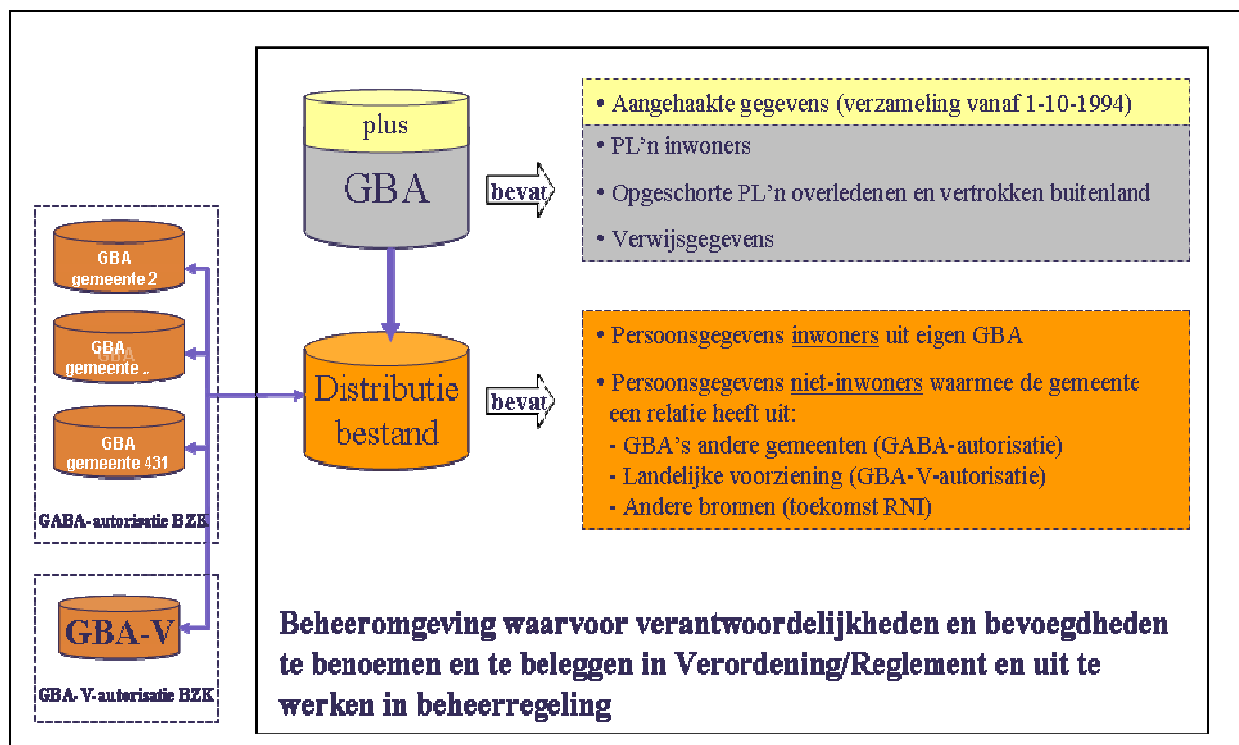 plus
GBA
bevat
• Aangehaakte gegevens (verzameling vanaf 1-10-1994)
• PL'n inwoners
• Opgeschorte PL'n overledenen en vertrokken buitenland
• Verwijsgegevens
GBA
gemeente 2
GBA
gemeente ..
GBA
gemeente 431
GABA-autorisatie BZK
GBA-V
GBA-V-autorisatie BZK
Distributie
bestand
bevat
• Persoonsgegevens inwoners uit eigen GBA
• Persoonsgegevens niet-inwoners waarmee de gemeente
een relatie heeft uit:
- GBA's andere gemeenten (GABA-autorisatie)
- Landelijke voorziening (GBA-V-autorisatie)
- Andere bronnen (toekomst RNI)
Beheeromgeving waarvoor verantwoordelijkheden en bevoegdheden
te benoemen en te beleggen in Verordening/Reglement en uit te
werken in beheerregeling